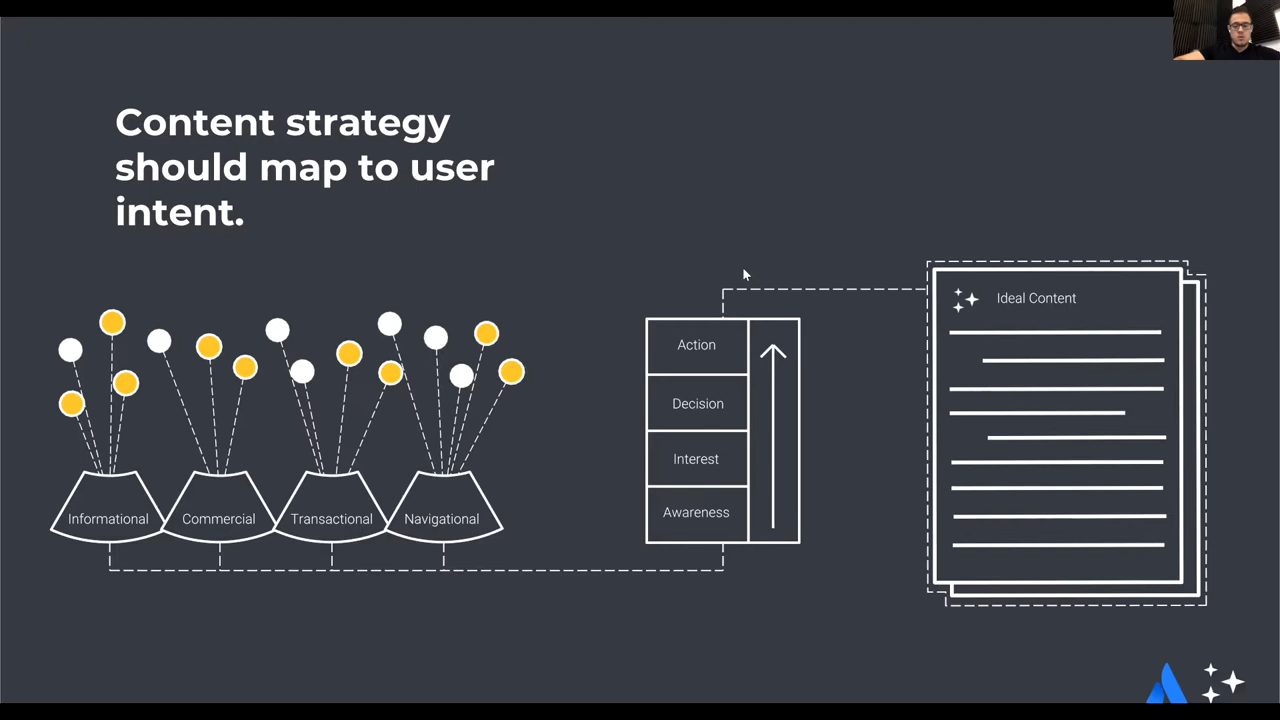 Content strategy
should map to user
intent.
Informational
Commercial
Transactional
Navigational
Action
Decision
Interest
Awareness
Ideal Content